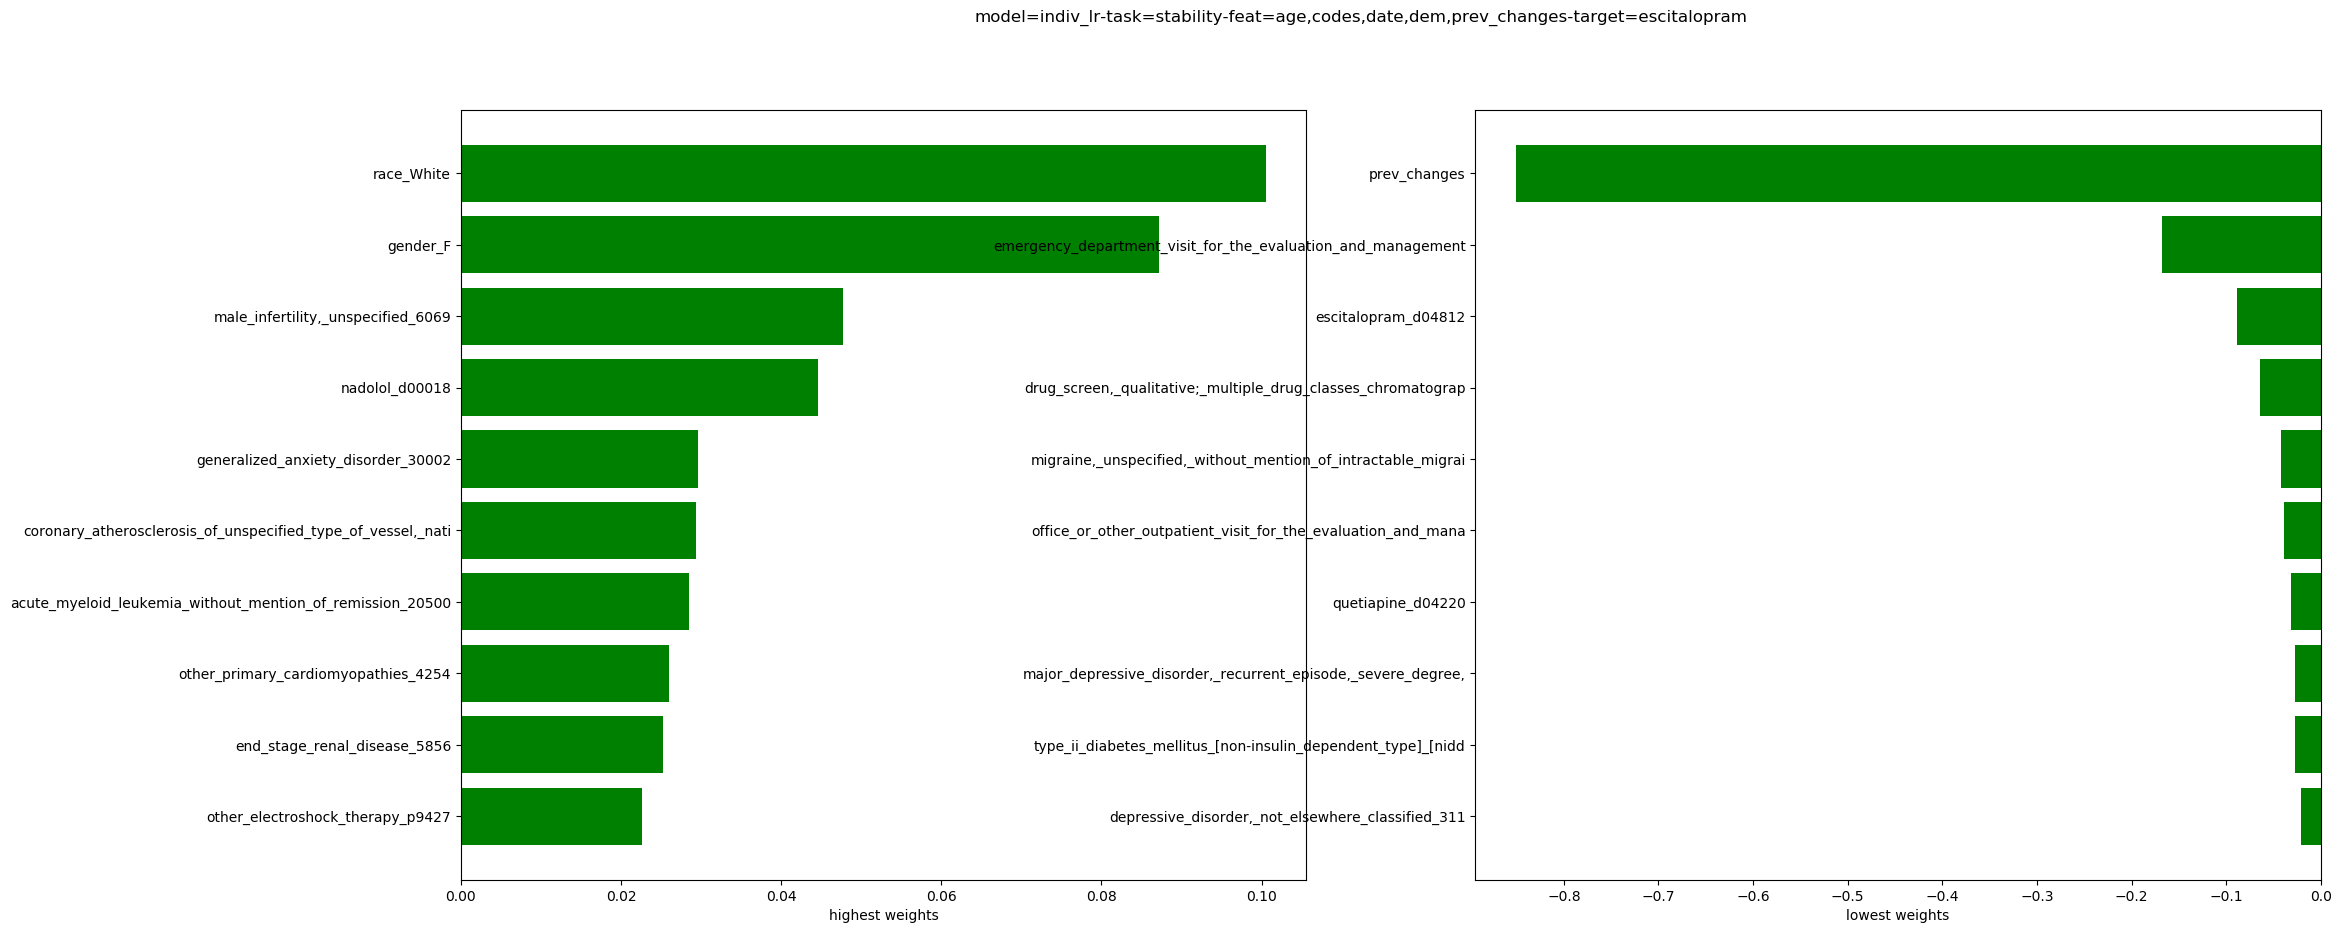 model=indiv_lr-task=stability-feat=age,codes,date,dem,prev_changes-target=escitalopram
race_White
gender_F
male_infertility,_unspecified_6069
nadolol_d00018
generalized_anxiety_disorder_30002
coronary_atherosclerosis_of_unspecified_type_of_vessel,_nati
acute_myeloid_leukemia_without_mention_of_remission_20500
other_primary_cardiomyopathies_4254
end_stage_renal_disease_5856
other_electroshock_therapy_p9427
0.00 0.02 0.04 0.06 0.08 0.10
highest weights
prev_changes
emergency_department_visit_for_the_evaluation_and_management
escitalopram_d04812
drug_screen,_qualitative;_multiple_drug_classes_chromatograp
migraine,_unspecified,_without_mention_of_intractable_migrai
office_or_other_outpatient_visit_for_the_evaluation_and_mana
quetiapine_d04220
major_depressive_disorder,_recurrent_episode,_severe_degree,
type_ii_diabetes_mellitus_[non-insulin_dependent_type]_[nidd
depressive_disorder,_not_elsewhere_classified_311
−0.8 −0.7 −0.6 −0.5 −0.4 −0.3 −0.2 −0.1 0.0
lowest weights